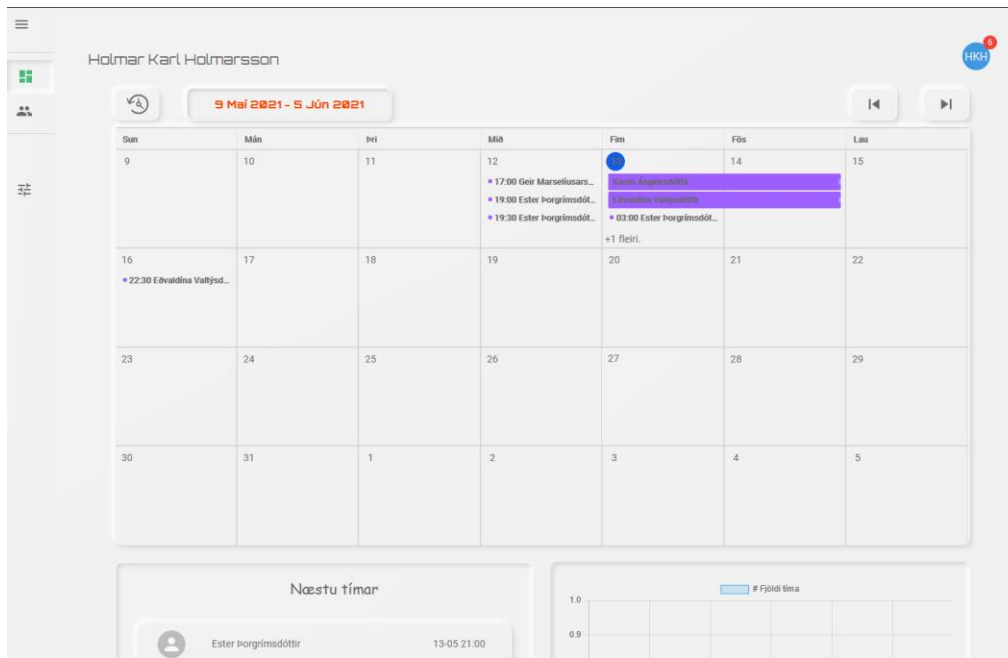 6
HKH
Holmar Karl Holmarsson
9 Maí 2021 - 5 Jún 2021
Sun Mán Þri Mið Fim Fös Lau
9 10 11 12 13 14 15
17:00 Geir Marselíusars...
Karen Ásgeirsdótti
19:00 Ester Þorgrímsdót...
Eðvaldína Valtýsdótti
19:30 Ester Þorgrímsdót...
03:00 Ester Þorgrímsdót...
+1 fleiri.
16 17 18 19 20 21 22
22:30 Eðvaldína Valtýsd...
23 24 25 26 27 28 29
30 31 1 2 3 4 5
Næstu tímar
Ester Þorgrímsdóttir 13-05 21:00
# Fjöldi tíma
1.0
0.9